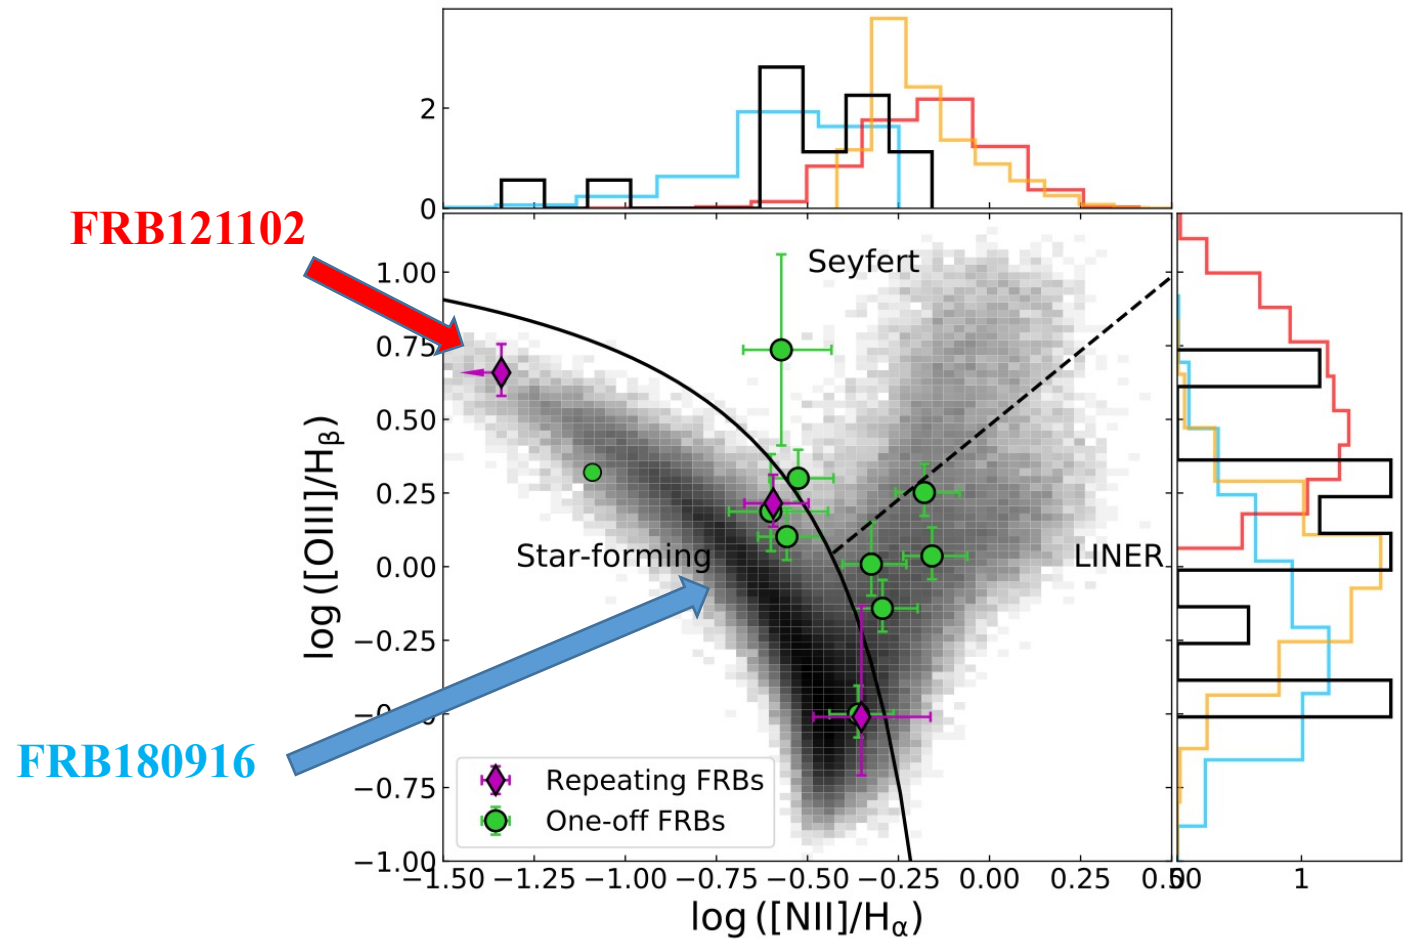 2
0
FRB121102
Seyfert
1.00
0.75
0.50
0.25
Star-forming
0.00
LINER
−0.25
FRB180916
−0.75
Repeating FRBs
One-off FRBs
−1.00
log ([OIII]/Hβ)
−1.50 −1.25 −1.00 −0.75 −0.50 −0.25 0.00 0.25
1
log ([NII]/Hα)